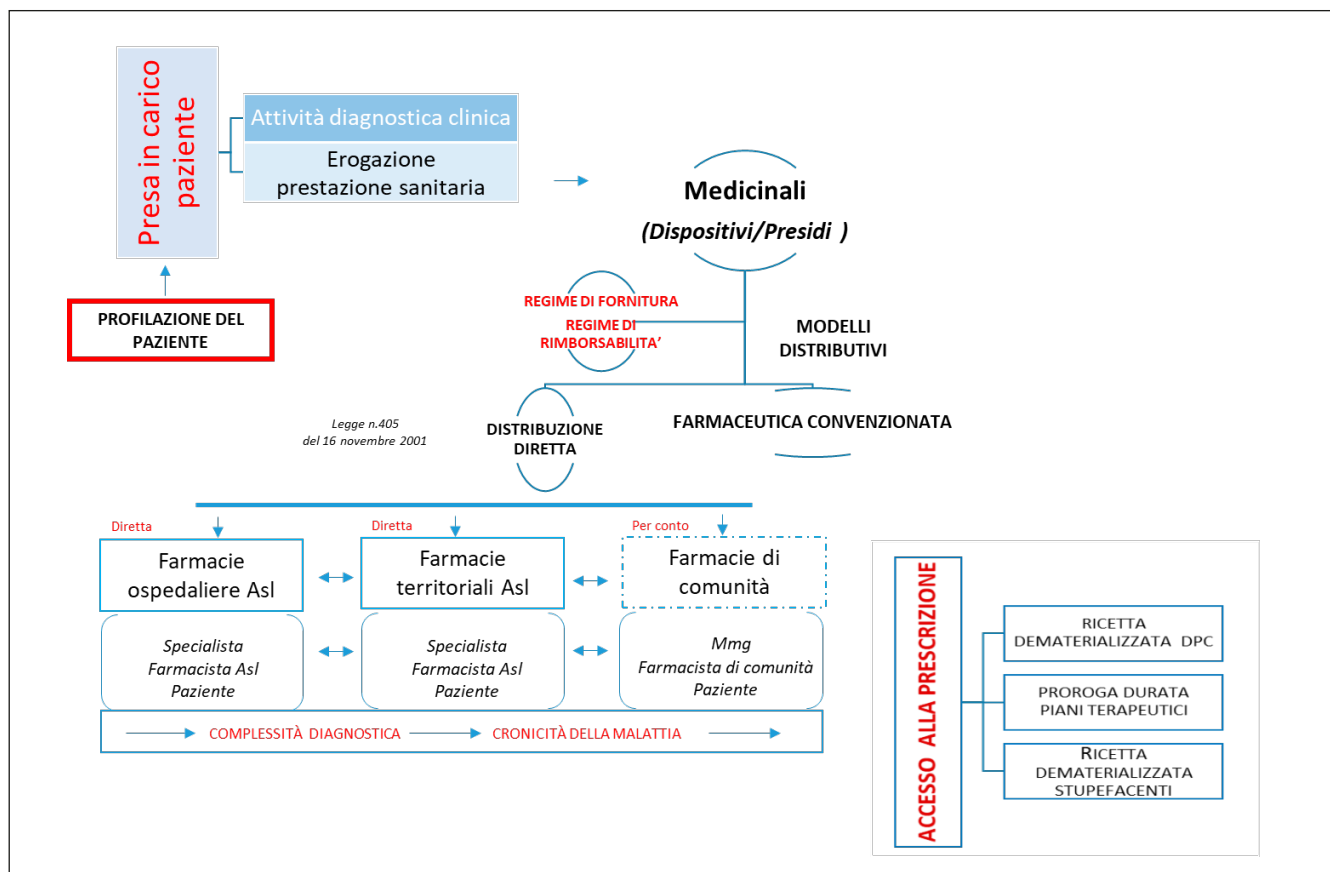 Presa in carico
paziente
Attività diagnostica clinica
Erogazione
prestazione sanitaria
PROFILAZIONE DEL
PAZIENTE
Medicinali
(Dispositivi/Presidi )
REGIME DI FORNITURA
REGIME DI
RIMBORSABILITA’
MODELLI
DISTRIBUTIVI
Legge n.405
del 16 novembre 2001
DISTRIBUZIONE
DIRETTA
FARMACEUTICA CONVENZIONATA
Diretta
Farmacie
ospedaliere Asl
Diretta
Farmacie
territoriali Asl
Per conto
Farmacie di
comunità
Specialista
Farmacista Asl
Paziente
Specialista
Farmacista Asl
Paziente
Mmg
Farmacista di comunità
Paziente
COMPLESSITÀ DIAGNOSTICA
CRONICITÀ DELLA MALATTIA
ACCESSO ALLA PRESCRIZIONE
RICETTA
DEMATERIALIZZATA DPC
PROROGA DURATA
PIANI TERAPEUTICI
RICETTA
DEMATERIALIZZATA
STUPEFACENTI